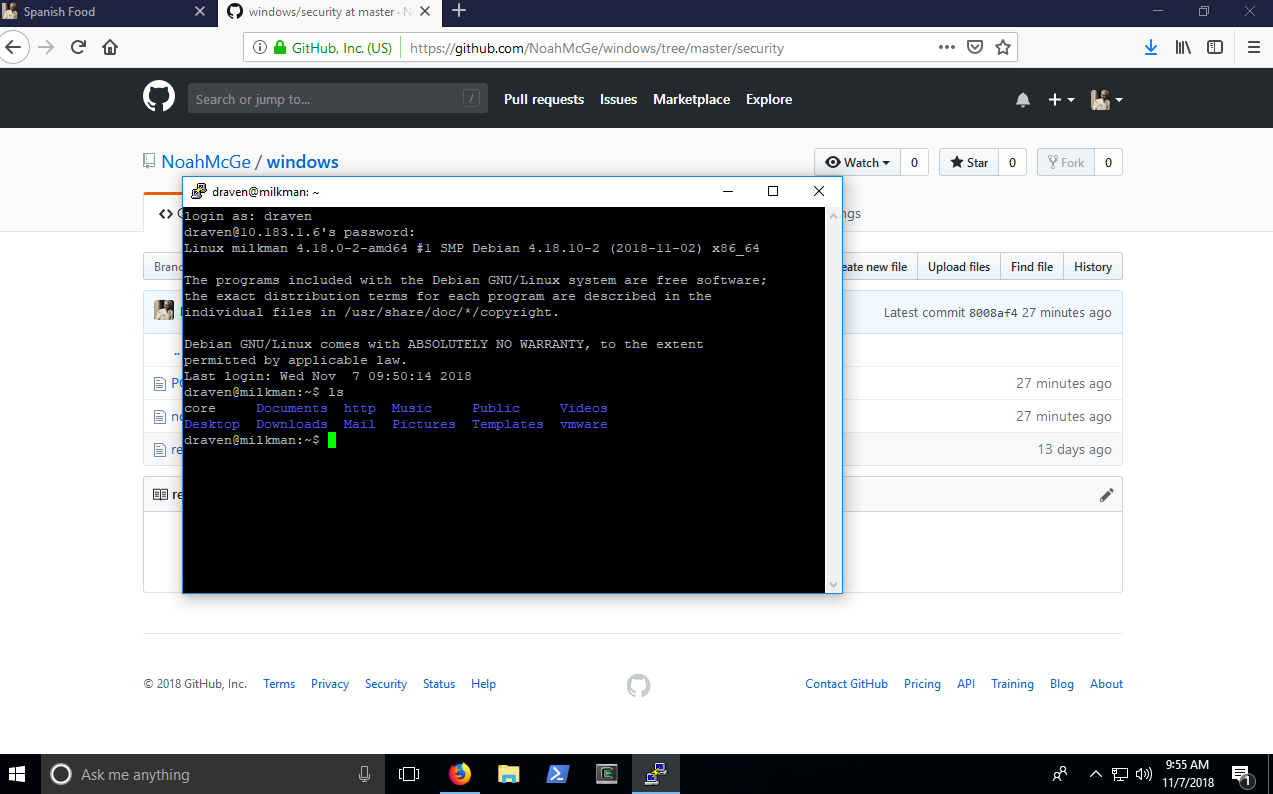 Spanish Food
windows/security at master · N
GitHub, Inc. (US)
https://github.com/NoahMcGe/windows/tree/master/security
Search or jump to...
/
Pull requests Issues Marketplace Explore
NoahMcGe / windows
Watch 0 Star 0 Fork 0
draven@milkman: ~
ngs
login as: draven
draven@10.183.1.6's password:
Linux milkman 4.18.0-2-amd64 #1 SMP Debian 4.18.10-2 (2018-11-02) x86_64
The programs included with the Debian GNU/Linux system are free software;
the exact distribution terms for each program are described in the
individual files in /usr/share/doc/*/copyright.
Debian GNU/Linux comes with ABSOLUTELY NO WARRANTY, to the extent
permitted by applicable law.
Last login: Wed Nov  7 09:50:14 2018
draven@milkman:~$ ls
core Documents http Music Public Videos
Desktop Downloads Mail Pictures Templates vmware
draven@milkman:~$
Branc
eate new file Upload files Find file History
Latest commit 8008af4 27 minutes ago
..
27 minutes ago
27 minutes ago
re 13 days ago
re
© 2018 GitHub, Inc. Terms Privacy Security Status Help
Contact GitHub Pricing API Training Blog About
Ask me anything
9:55 AM
11/7/2018
1